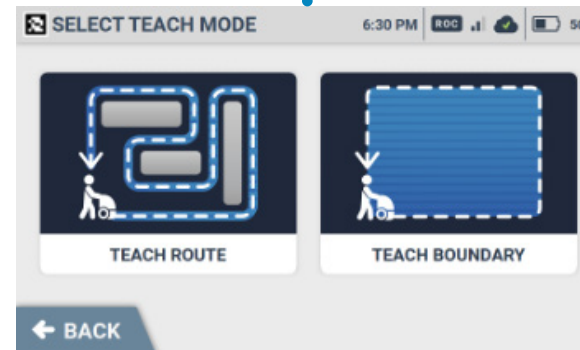 SELECT TEACH MODE 6:30 PM ROC
TEACH ROUTE TEACH BOUNDARY
BACK